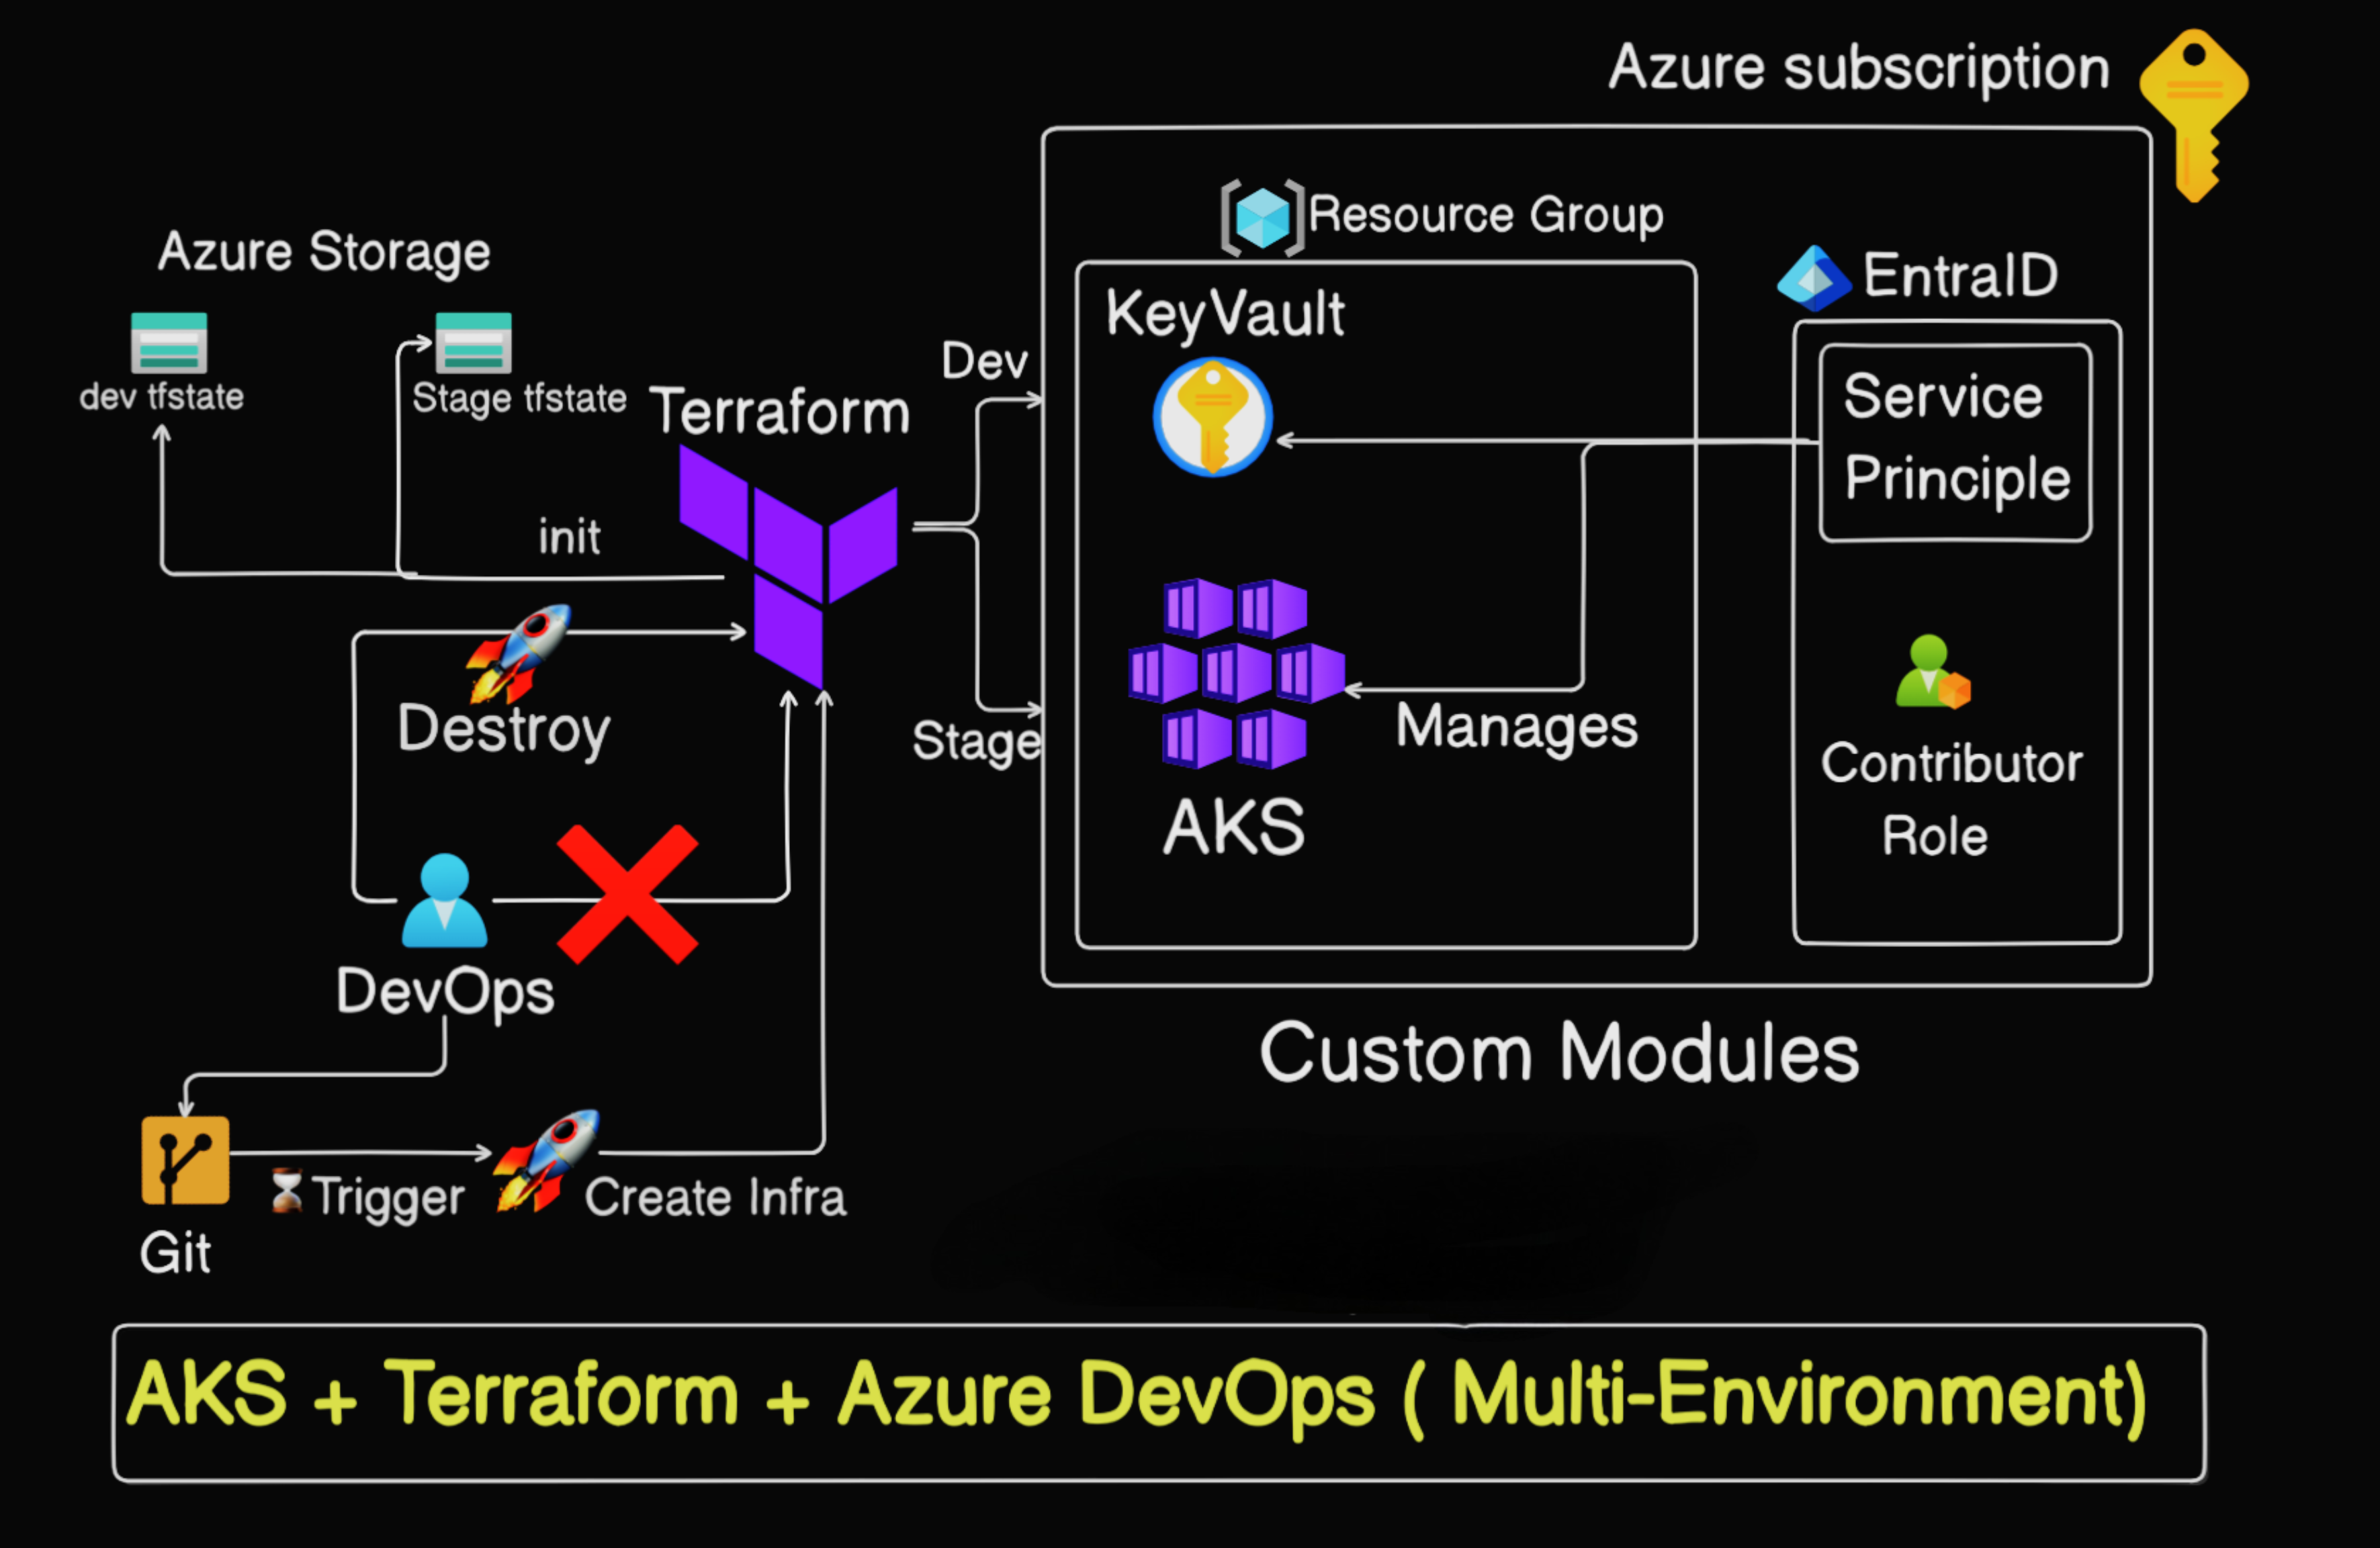 Azure subscription
Resource Group
Azure Storage
EntraID
KeyVault
Dev
dev tfstate
Stage tfstate
Terraform
Service
Principle
init
Destroy
Stage
Manages
Contributor
Role
AKS
DevOps
Custom Modules
Trigger
Create Infra
Git
AKS + Terraform + Azure DevOps ( Multi-Environment)